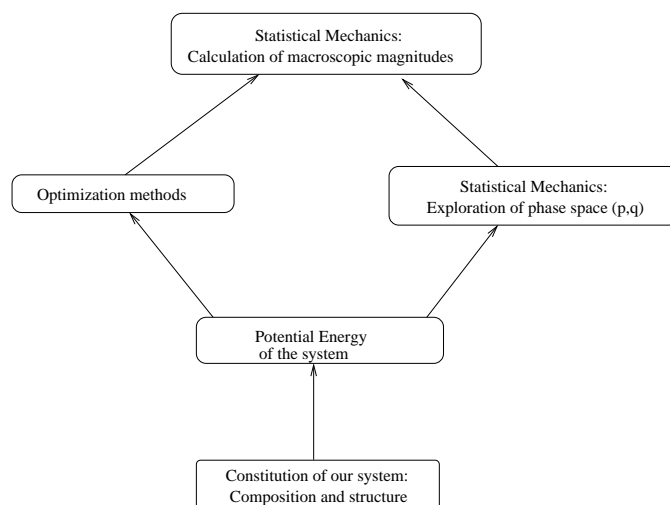 Statistical Mechanics:
Calculation of macroscopic magnitudes
Optimization methods
Statistical Mechanics:
Exploration of phase space (p,q)
Potential Energy
of the system
Constitution of our system:
Composition and structure